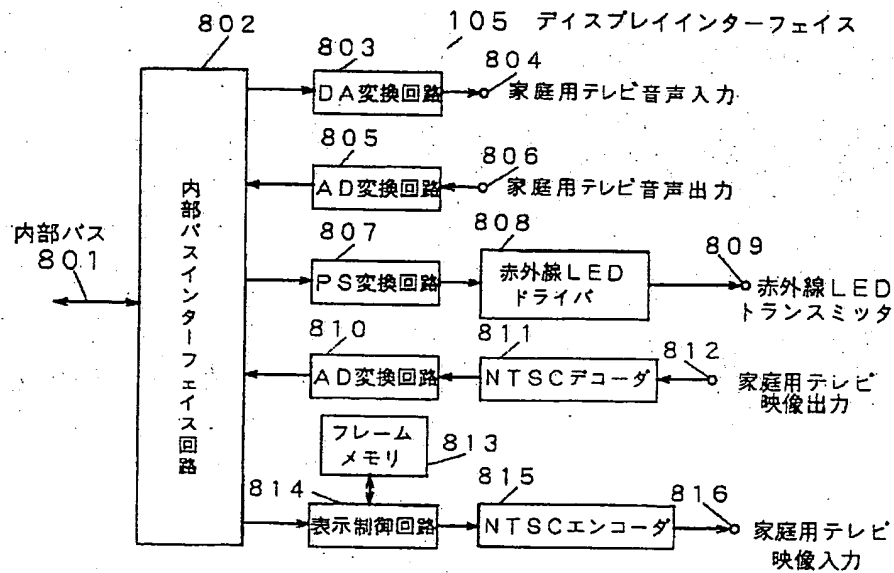 802
105 ディスプレイインターフェイス
803
804
DA変換回路
家庭用テレビ音声入力
805
806
AD変換回路
家庭用テレビ音声出力
内部バス
801
内部バスインターフェイス回路
807
808
809
PS変換回路
赤外線LED
ドライバ
赤外線LED
トランスミッタ
810
811
812
AD変換回路
NTSCデコーダ
家庭用テレビ
映像出力
フレーム
メモリ
813
814
815
816
表示制御回路
NTSCエンコーダ
家庭用テレビ
映像入力